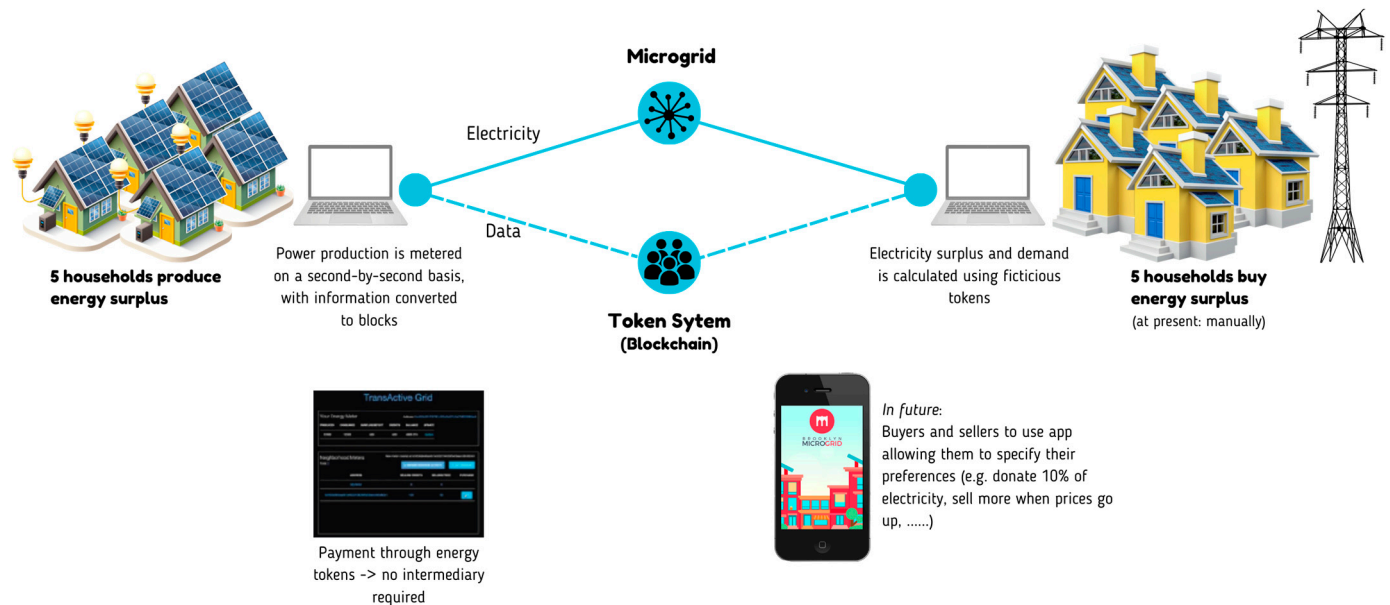 Microgrid
Electricity
Data
5 households produce
energy surplus
Power production is metered
on a second-by-second basis,
with information converted
to blocks
Token Sytem
(Blockchain)
Electricity surplus and demand
is calculated using ficticious
tokens
5 households buy
energy surplus
(at present: manually)
TransActive Grid
Payment through energy
tokens -> no intermediary
required
BROOKLYN
MICROGRID
In future:
Buyers and sellers to use app
allowing them to specify their
preferences (e.g. donate 10% of
electricity, sell more when prices go
up, ......)